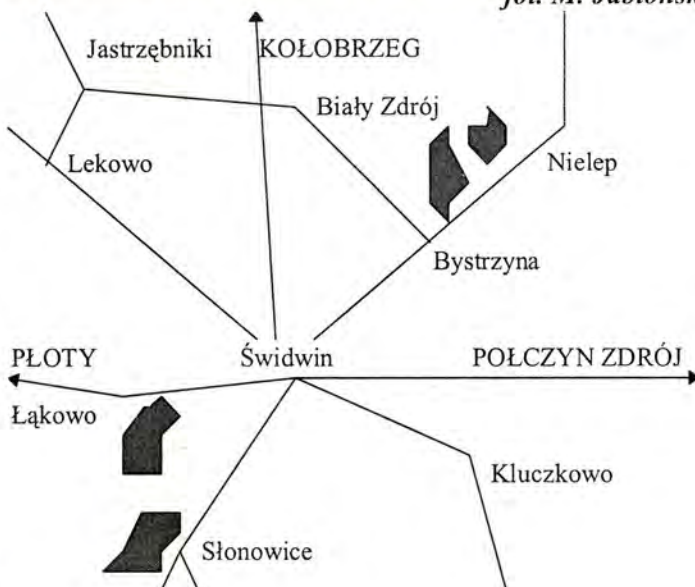 fot. M. Jabłońsk
Jastrzębniki
KOŁOBRZEG
Biały Zdrój
Lekowo
Nielep
Bystrzyna
PŁOTY
Świdwin
POŁCZYN ZDRÓJ
Łąkowo
Kluczkowo
Słonowice